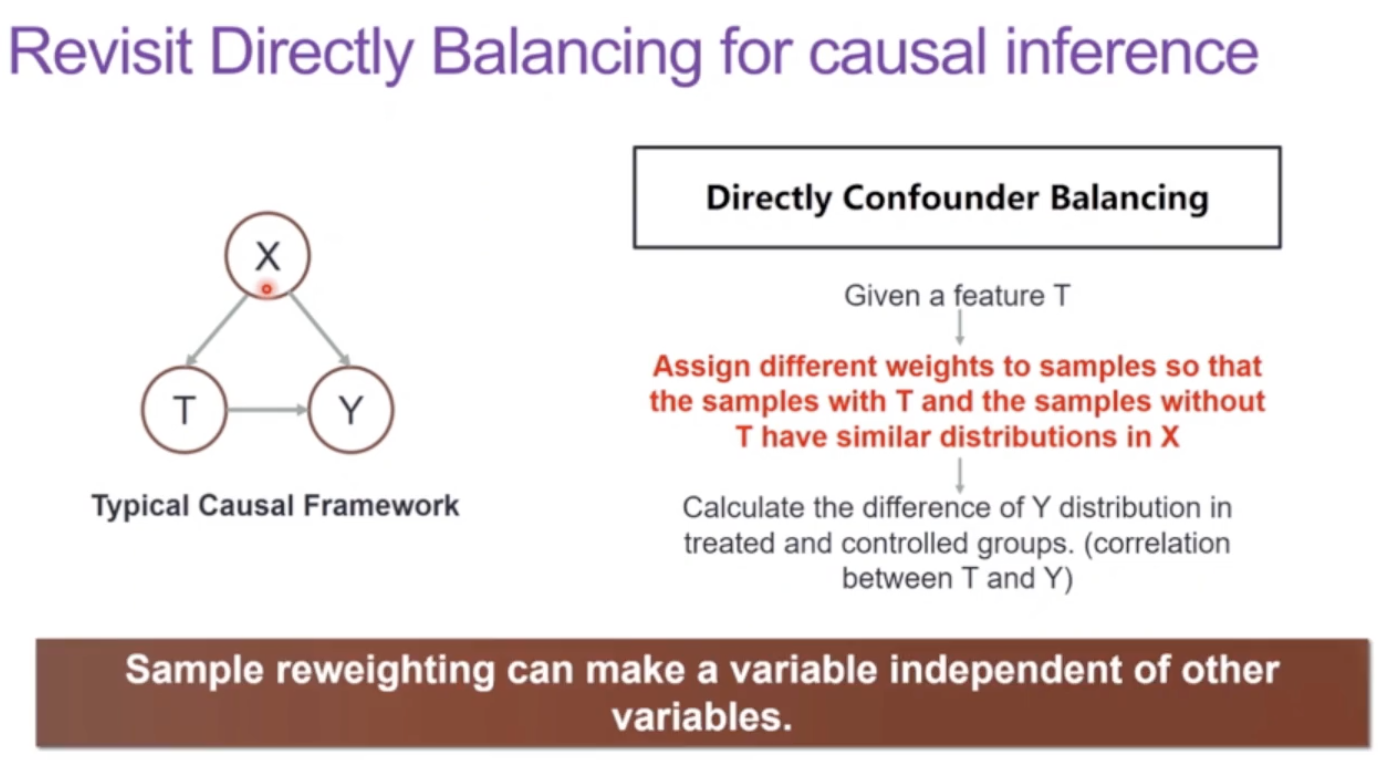 Revisit Directly Balancing for causal inference
X
T
Y
Typical Causal Framework
Directly Confounder Balancing
Given a feature T
Assign different weights to samples so that
the samples with T and the samples without
T have similar distributions in X
Calculate the difference of Y distribution in
treated and controlled groups. (correlation
between T and Y)
Sample reweighting can make a variable independent of other
variables.